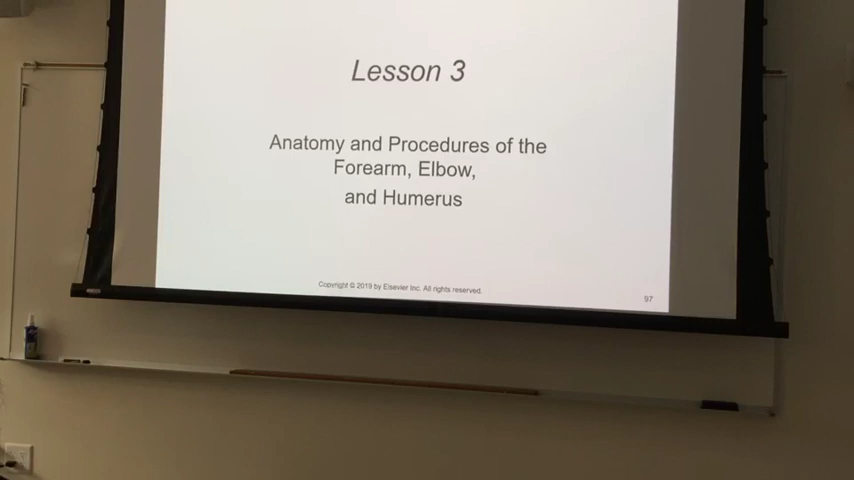 Lesson 3
Anatomy and Procedures of the
Forearm, Elbow,
and Humerus
Copyright © 2019 by Elsevier Inc. All rights reserved.
97